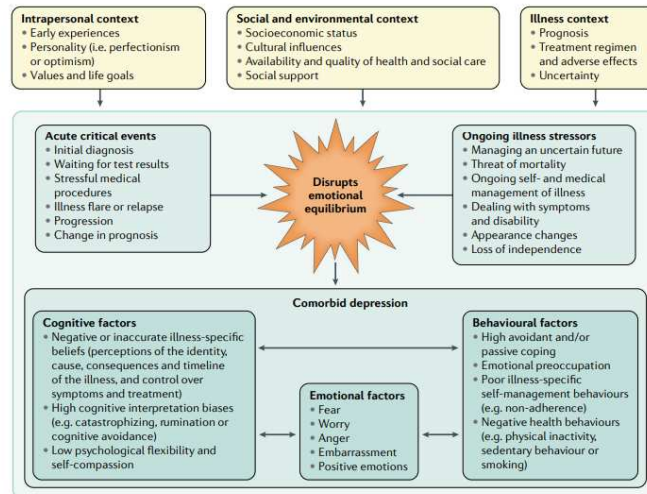 Intrapersonal context
• Early experiences
• Personality (i.e. perfectionism
or optimism)
• Values and life goals
Social and environmental context
• Socioeconomic status
• Cultural influences
• Availability and quality of health and social care
• Social support
Illness context
• Prognosis
• Treatment regimen
and adverse effects
• Uncertainty
Acute critical events
• Initial diagnosis
• Waiting for test results
• Stressful medical
procedures
• Illness flare or relapse
• Progression
• Change in prognosis
Disrupts
emotional
equilibrium
Ongoing illness stressors
• Managing an uncertain future
• Threat of mortality
• Ongoing self- and medical
management of illness
• Dealing with symptoms
and disability
• Appearance changes
• Loss of independence
Comorbid depression
Cognitive factors
• Negative or inaccurate illness-specific
beliefs (perceptions of the identity,
cause, consequences and timeline
of the illness, and control over
symptoms and treatment)
• High cognitive interpretation biases
(e.g. catastrophizing, rumination or
cognitive avoidance)
• Low psychological flexibility and
self-compassion
Emotional factors
• Fear
• Worry
• Anger
• Embarrassment
• Positive emotions
Behavioural factors
• High avoidant and/or
passive coping
• Emotional preoccupation
• Poor illness-specific
self-management behaviours
(e.g. non-adherence)
• Negative health behaviours
(e.g. physical inactivity,
sedentary behaviour or
smoking)